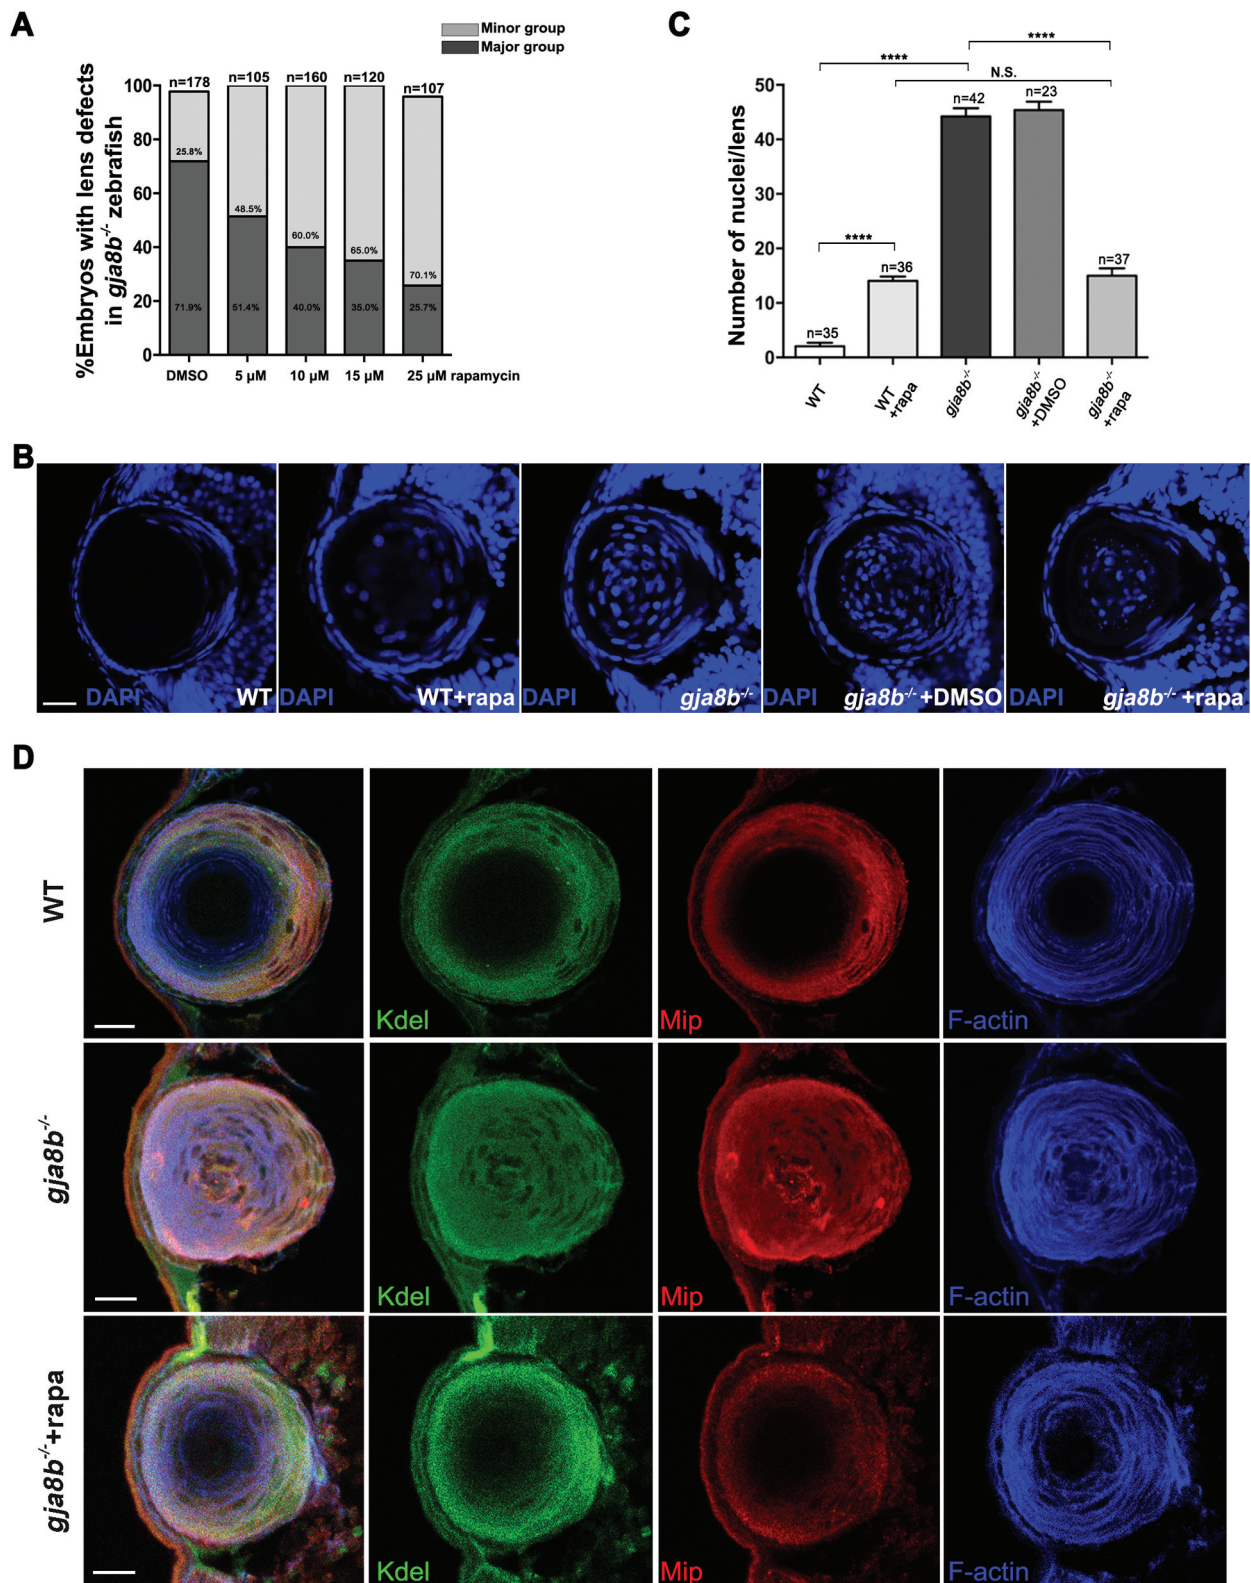 A
Minor group
Major group
%Embryos with lens defects
in gja8b-/- zebrafish
n=178
n=105
n=160
n=120
n=107
100
80
60
40
20
0
25.8%
48.5%
60.0%
65.0%
70.1%
71.9%
51.4%
40.0%
35.0%
25.7%
DMSO
5 µM
10 µM
15 µM
25 µM rapamycin
C
Number of nuclei/lens
****
****
N.S.
****
50
40
30
20
10
0
n=35
n=36
n=42
n=23
n=37
WT
WT
+rapa
gja8b-/-
gja8b-/-
+DMSO
gja8b-/-
+rapa
B
DAPI WT
DAPI WT+rapa
DAPI gja8b-/-
DAPI gja8b-/- +DMSO
DAPI gja8b-/- +rapa
D
WT
Kdel
Mip
F-actin
gja8b-/-
Kdel
Mip
F-actin
gja8b-/-+rapa
Kdel
Mip
F-actin